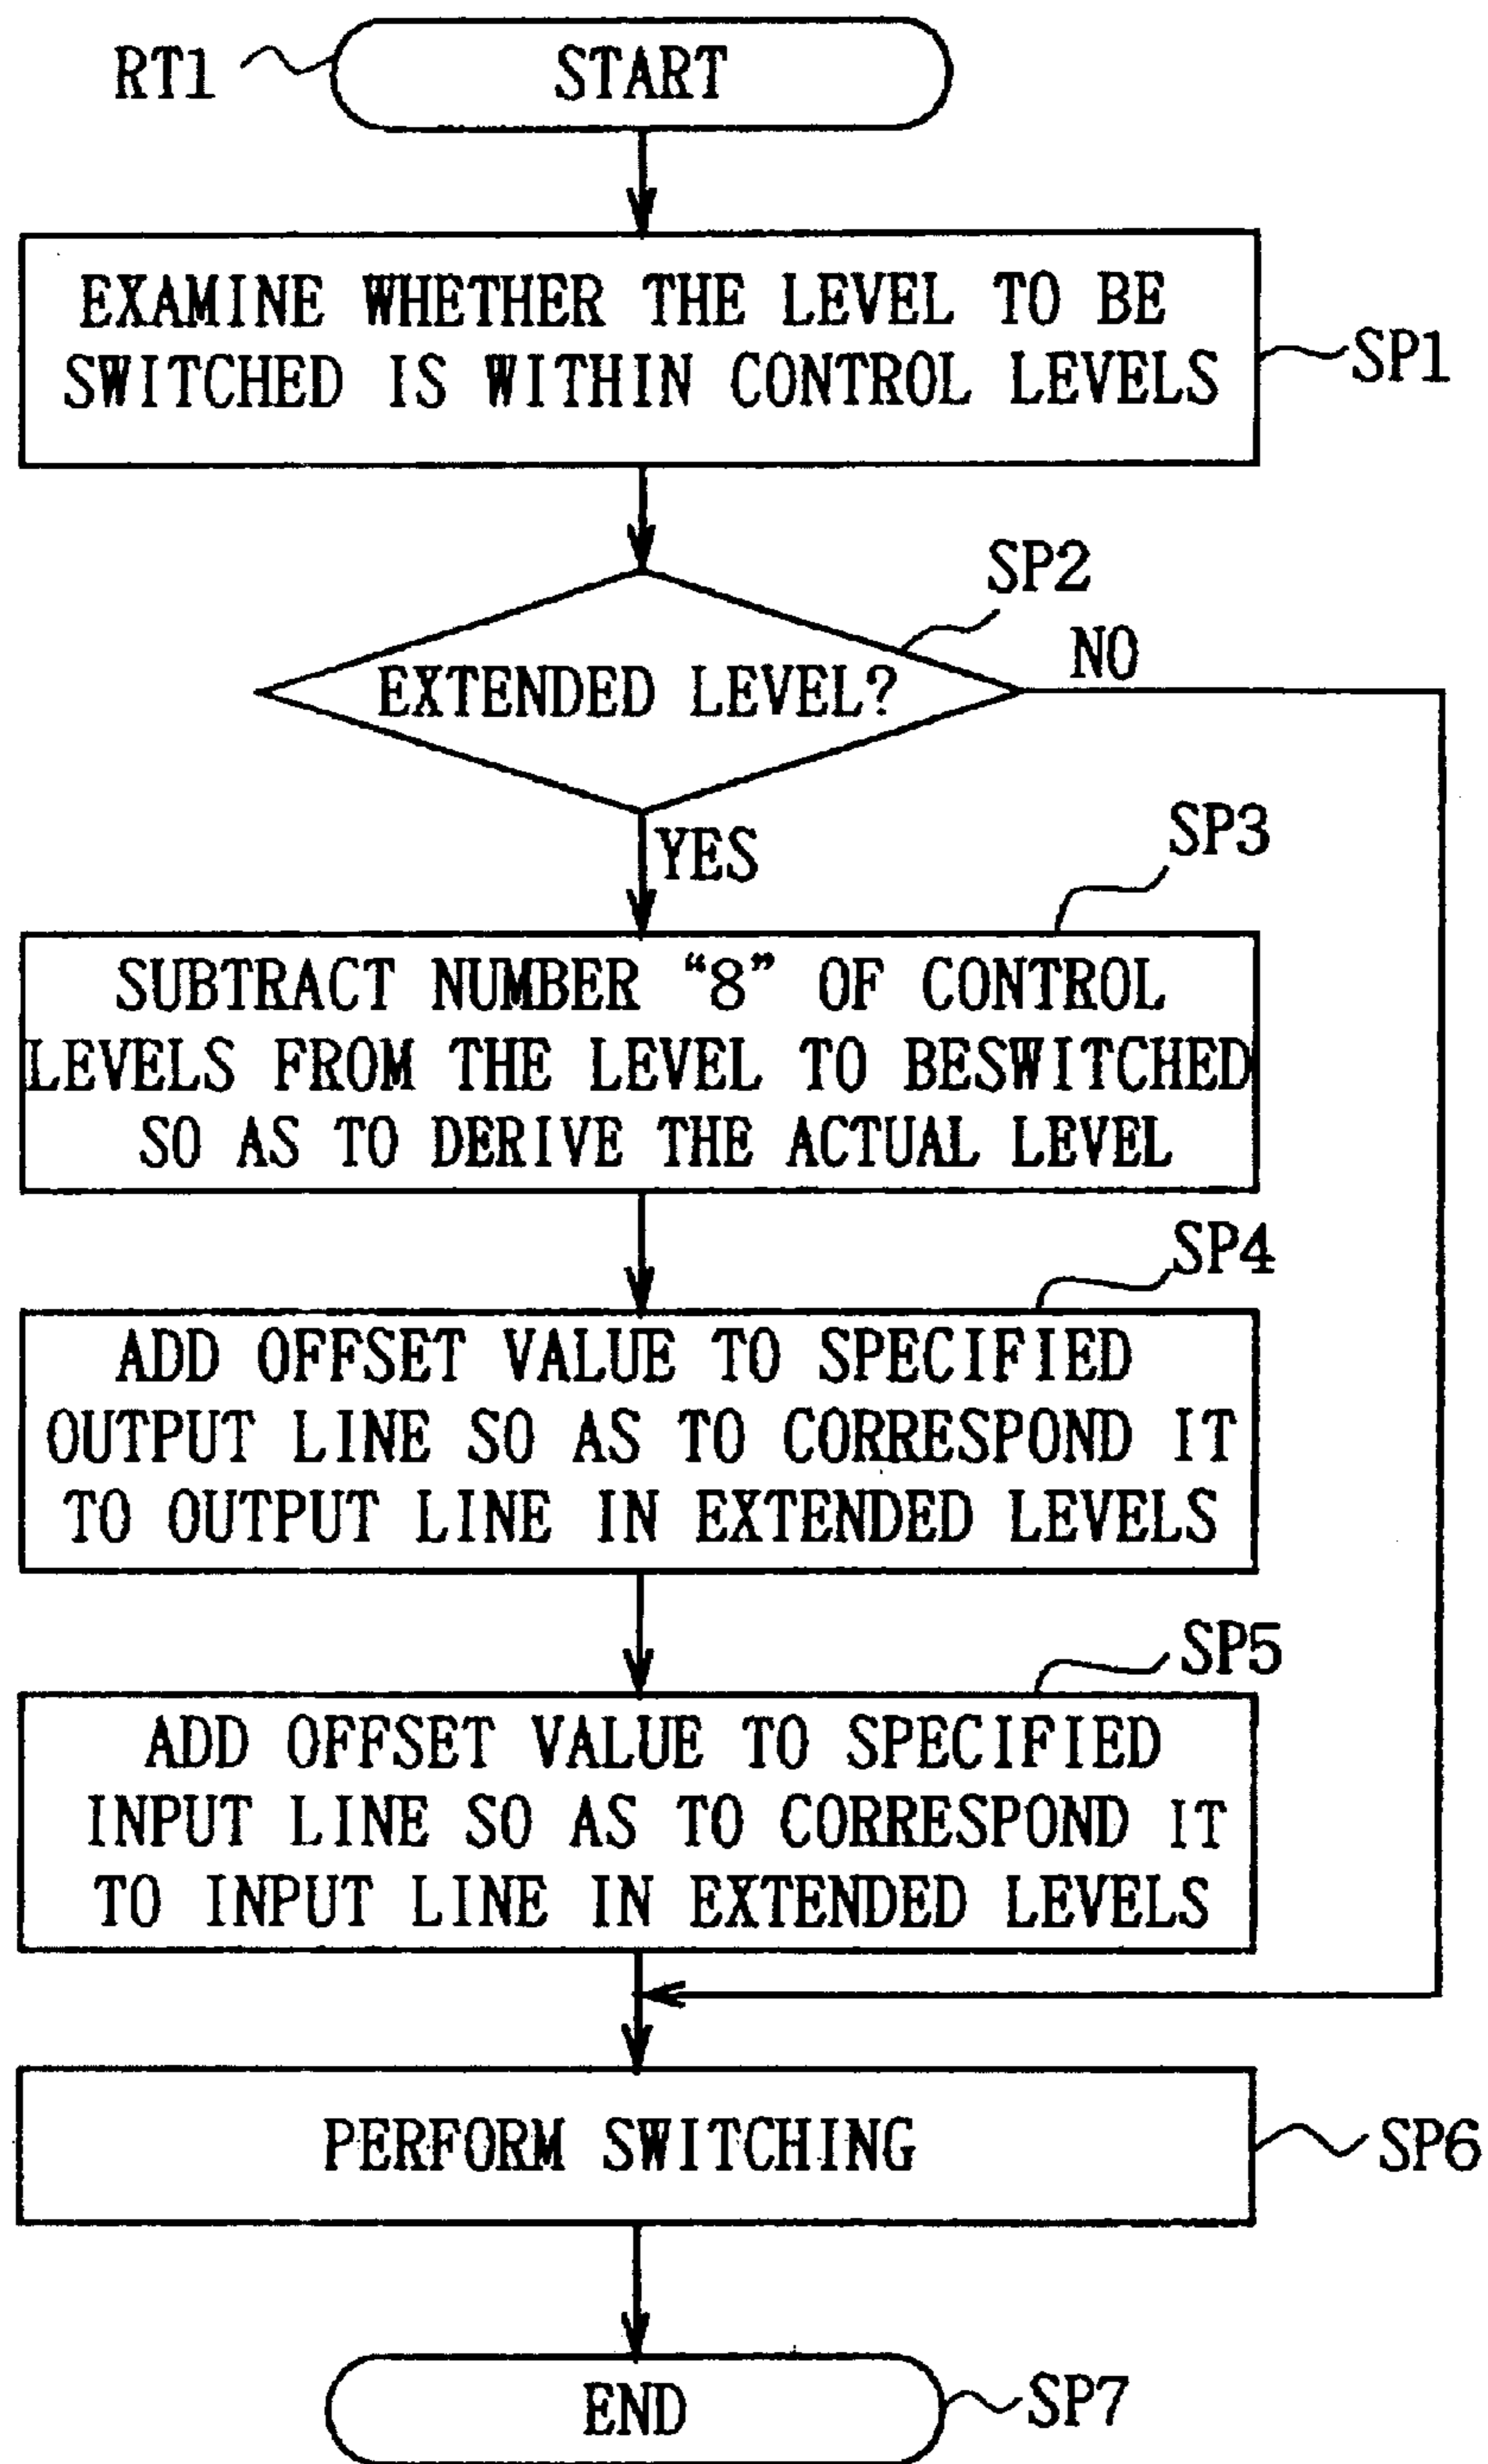 RT1
START
EXAMINE WHETHER THE LEVEL TO BE
SWITCHED IS WITHIN CONTROL LEVELS
SP1
SP2
EXTENDED LEVEL?
NO
YES
SP3
SUBTRACT NUMBER “8” OF CONTROL
LEVELS FROM THE LEVEL TO BESWITCHED
SO AS TO DERIVE THE ACTUAL LEVEL
SP4
ADD OFFSET VALUE TO SPECIFIED
OUTPUT LINE SO AS TO CORRESPOND IT
TO OUTPUT LINE IN EXTENDED LEVELS
SP5
ADD OFFSET VALUE TO SPECIFIED
INPUT LINE SO AS TO CORRESPOND IT
TO INPUT LINE IN EXTENDED LEVELS
PERFORM SWITCHING
SP6
END
SP7